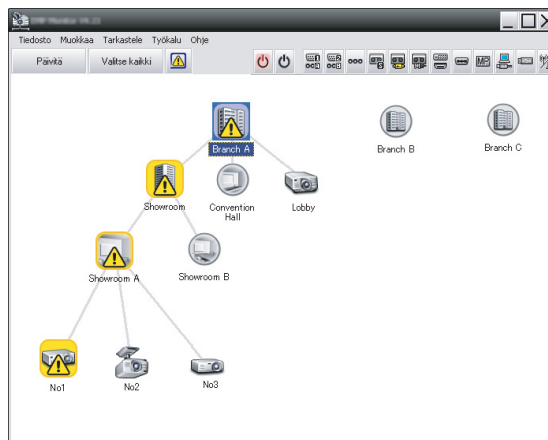 Tiedosto Muokkaa Tarkastele Työkalu Ohje
Päivitä Valitse kaikki
MP
Branch A
Branch B
Branch C
Showroom
Convention
Hall
Lobby
Showroom A
Showroom B
No1
No2
No3